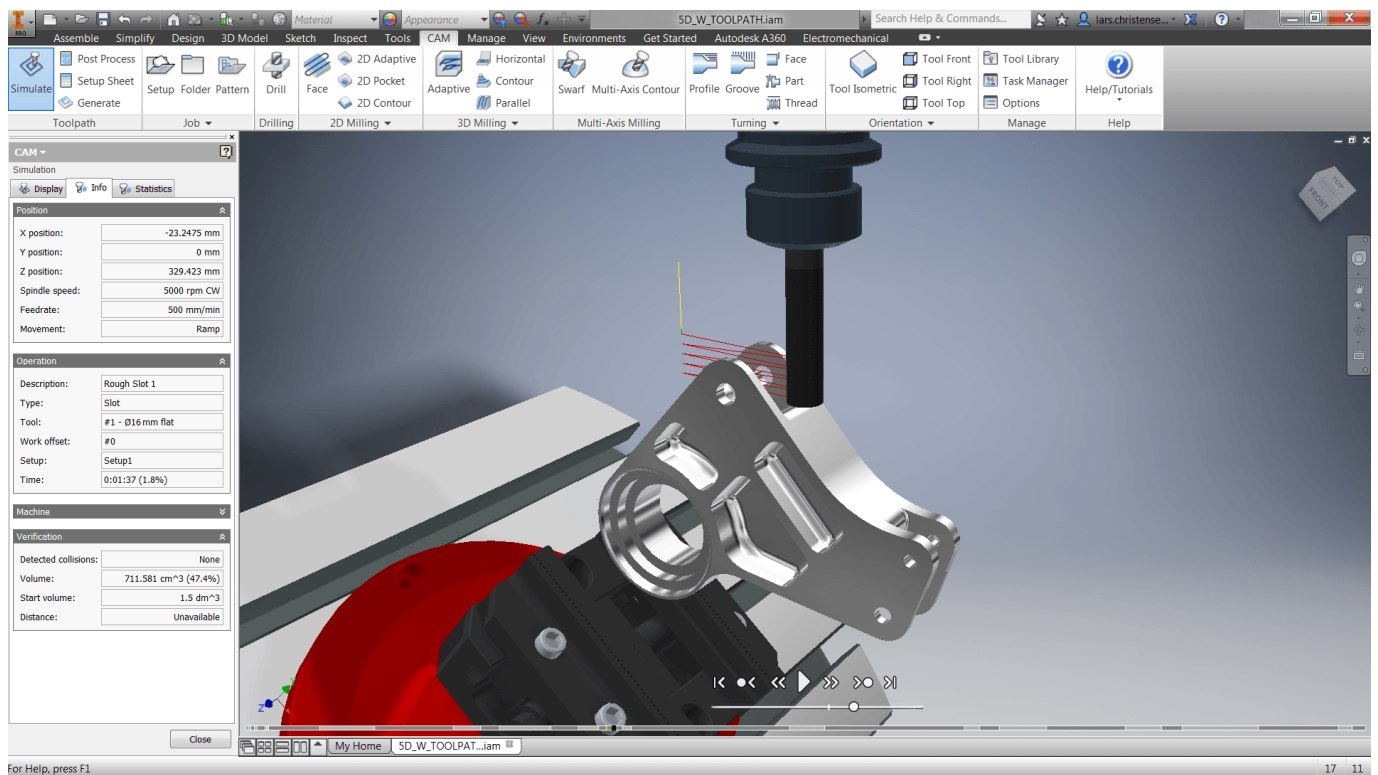 PRO
Material
Appearance
5D_W_TOOLPATH.iam
Search Help & Commands...
lars.christense...
Assemble Simplify Design 3D Model Sketch Inspect Tools CAM Manage View Environments Get Started Autodesk A360 Electromechanical
Simulate
Post Process
Setup Sheet
Generate
Setup Folder Pattern
Drill
Face
2D Adaptive
2D Pocket
2D Contour
Adaptive
Horizontal
Contour
Parallel
Swarf Multi-Axis Contour
Profile Groove
Face
Part
Thread
Tool Isometric
Tool Front
Tool Right
Tool Top
Tool Library
Task Manager
Options
Help/Tutorials
Toolpath Job Drilling 2D Milling 3D Milling Multi-Axis Milling Turning Orientation Manage Help
CAM
Simulation
Display Info Statistics
Position
X position: -23.2475 mm
Y position: 0 mm
Z position: 329.423 mm
Spindle speed: 5000 rpm CW
Feedrate: 500 mm/min
Movement: Ramp
Operation
Description: Rough Slot 1
Type: Slot
Tool: #1 - Ø16 mm flat
Work offset: #0
Setup: Setup1
Time: 0:01:37 (1.8%)
Machine
Verification
Detected collisions: None
Volume: 711.581 cm^3 (47.4%)
Start volume: 1.5 dm^3
Distance: Unavailable
Close
TOP
FRONT
Z
My Home 5D_W_TOOLPAT...iam
For Help, press F1
17 11